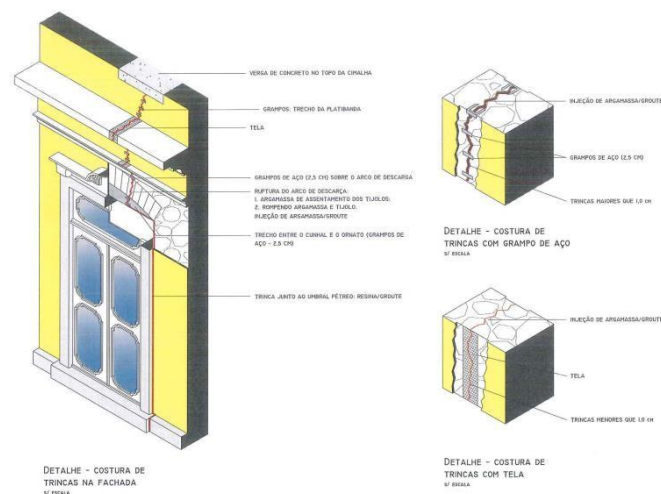 VERGA DE CONCRETO NO TOPO DA CIMALHA
GRAMPOS: TRECHO DA PLATIBANDA
TELA
GRAMPOS DE AÇO (2,5 CM) SOBRE O ARCO DE DESCARGA
RUPTURA DO ARCO DE DESCARGA:
1. ARGAMASSA DE ASSENTAMENTO DOS TIJOLOS;
2. ROMPENDO ARGAMASSA E TIJOLO.
INJEÇÃO DE ARGAMASSA/GROUTE
TRECHO ENTRE O CUNHAL E O ORNATO (GRAMPOS DE
AÇO - 2,5 CM)
TRINCA JUNTO AO UMBRAL PÉTREO: RESINA/GROUTE
DETALHE - COSTURA DE
TRINCAS NA FACHADA
S/ ESCALA
INJEÇÃO DE ARGAMASSA/GROUTE
GRAMPOS DE AÇO (2,5 CM)
TRINCAS MAIORES QUE 1,0 CM
DETALHE - COSTURA DE
TRINCAS COM GRAMPO DE AÇO
S/ ESCALA
INJEÇÃO DE ARGAMASSA/GROUTE
TELA
TRINCAS MENORES QUE 1,0 CM
DETALHE - COSTURA DE
TRINCAS COM TELA
S/ ESCALA